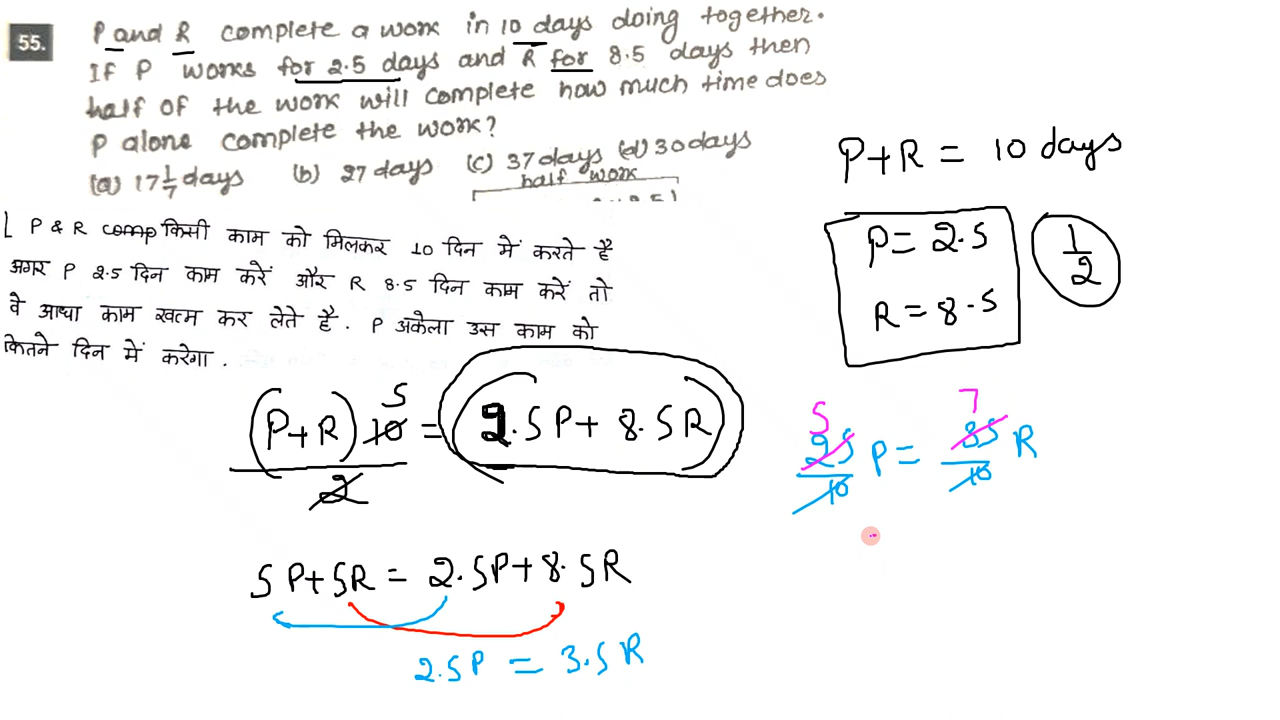 55.
P and R complete a work in 10 days doing together.
If P works for 2.5 days and R for 8.5 days then
half of the work will complete how much time does
P alone complete the work?
(a) 17 1/7 days (b) 27 days (c) 37 days (d) 30 days
half work
P & R comp किसी काम को मिलकर 10 दिन में करते है
अगर P 2.5 दिन काम करें और R 8.5 दिन काम करें तो
वे आधा काम खत्म कर लेते है. P अकेला उस काम को
कितने दिन में करेगा.
P+R = 10 days
P = 2.5
R = 8.5
1/2
5
(P+R) 10 = (2.5P + 8.5R)
2
5 7
25/10 P = 85/10 R
5P+5R = 2.5P+8.5R
2.5P = 3.5R